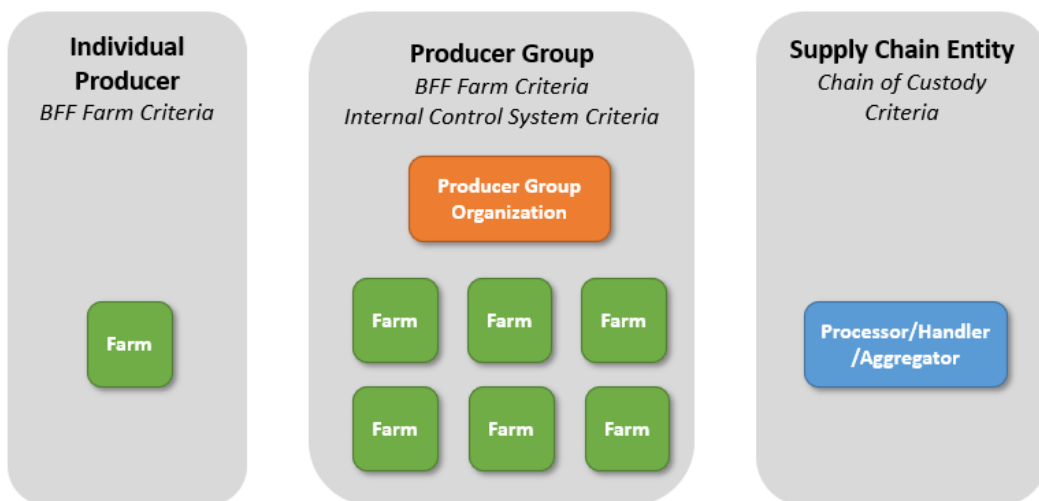 Individual
Producer
BFF Farm Criteria
Farm
Producer Group
BFF Farm Criteria
Internal Control System Criteria
Producer Group
Organization
Farm
Farm
Farm
Farm
Farm
Farm
Supply Chain Entity
Chain of Custody
Criteria
Processor/Handler
/Aggregator